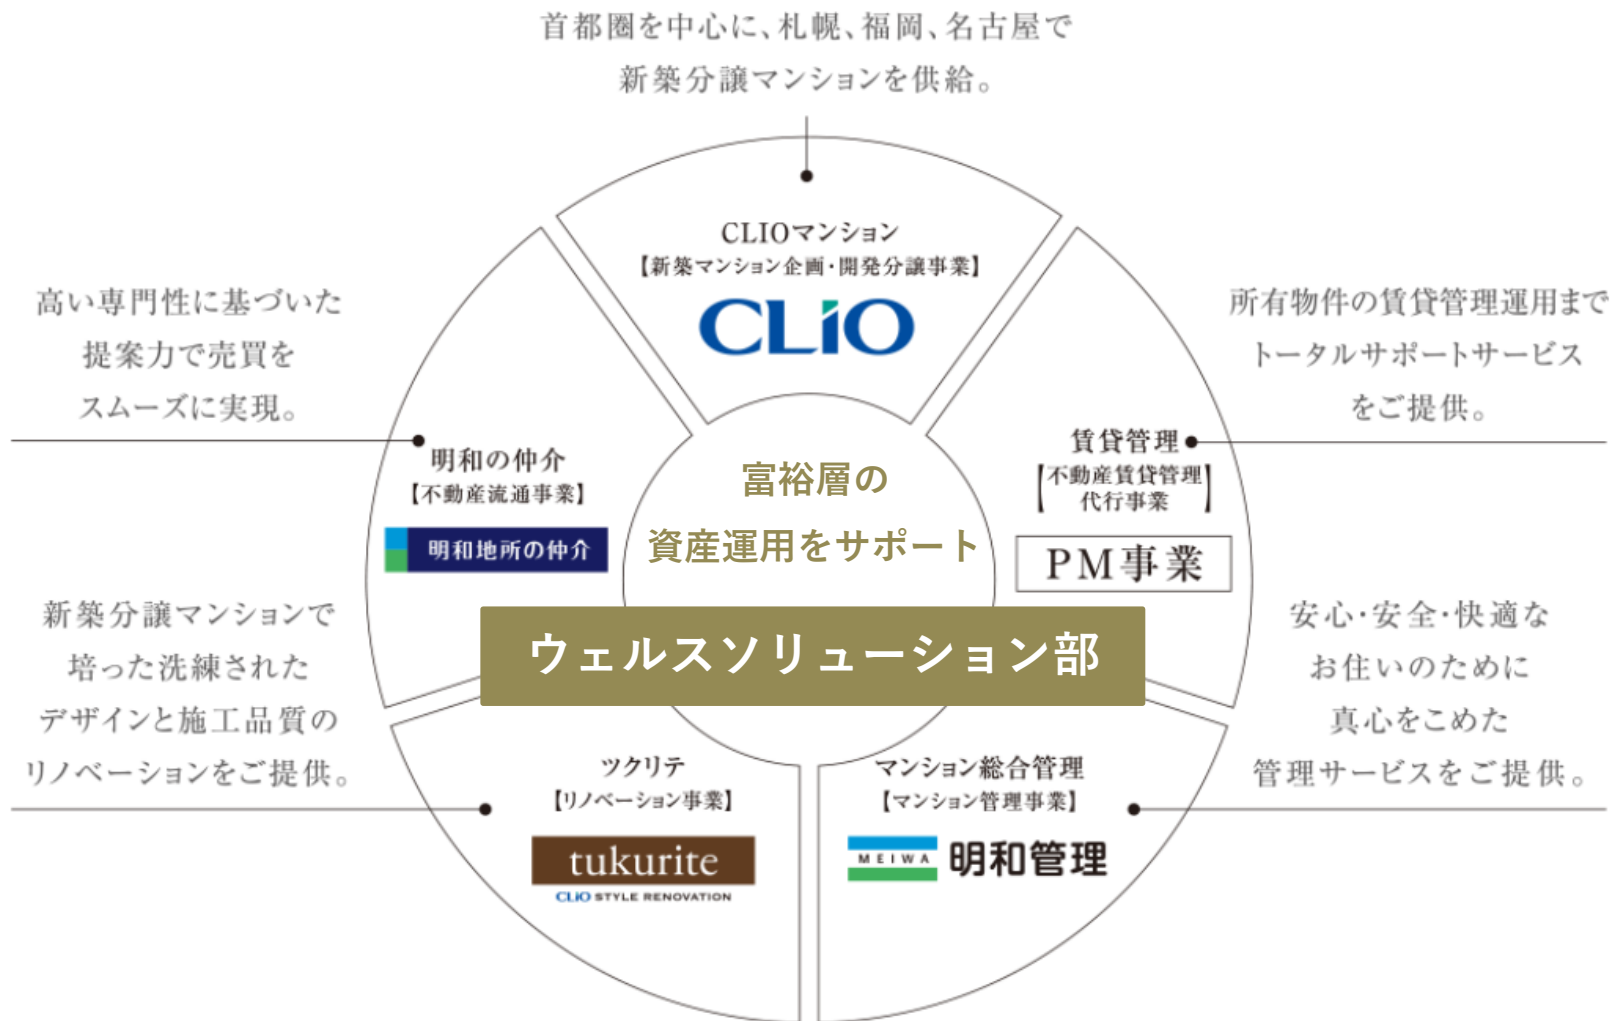 首都圏を中心に、札幌、福岡、名古屋で
新築分譲マンションを供給。
CLIOマンション
【新築マンション企画・開発分譲事業】
CLiO
高い専門性に基づいた
提案力で売買を
スムーズに実現。
明和の仲介
【不動産流通事業】
明和地所の仲介
所有物件の賃貸管理運用まで
トータルサポートサービス
をご提供。
賃貸管理
【不動産賃貸管理
代行事業】
PM事業
富裕層の
資産運用をサポート
ウェルスソリューション部
新築分譲マンションで
培った洗練された
デザインと施工品質の
リノベーションをご提供。
ツクリテ
【リノベーション事業】
tukurite
CLiO STYLE RENOVATION
安心・安全・快適な
お住いのために
真心をこめた
管理サービスをご提供。
マンション総合管理
【マンション管理事業】
MEIWA 明和管理